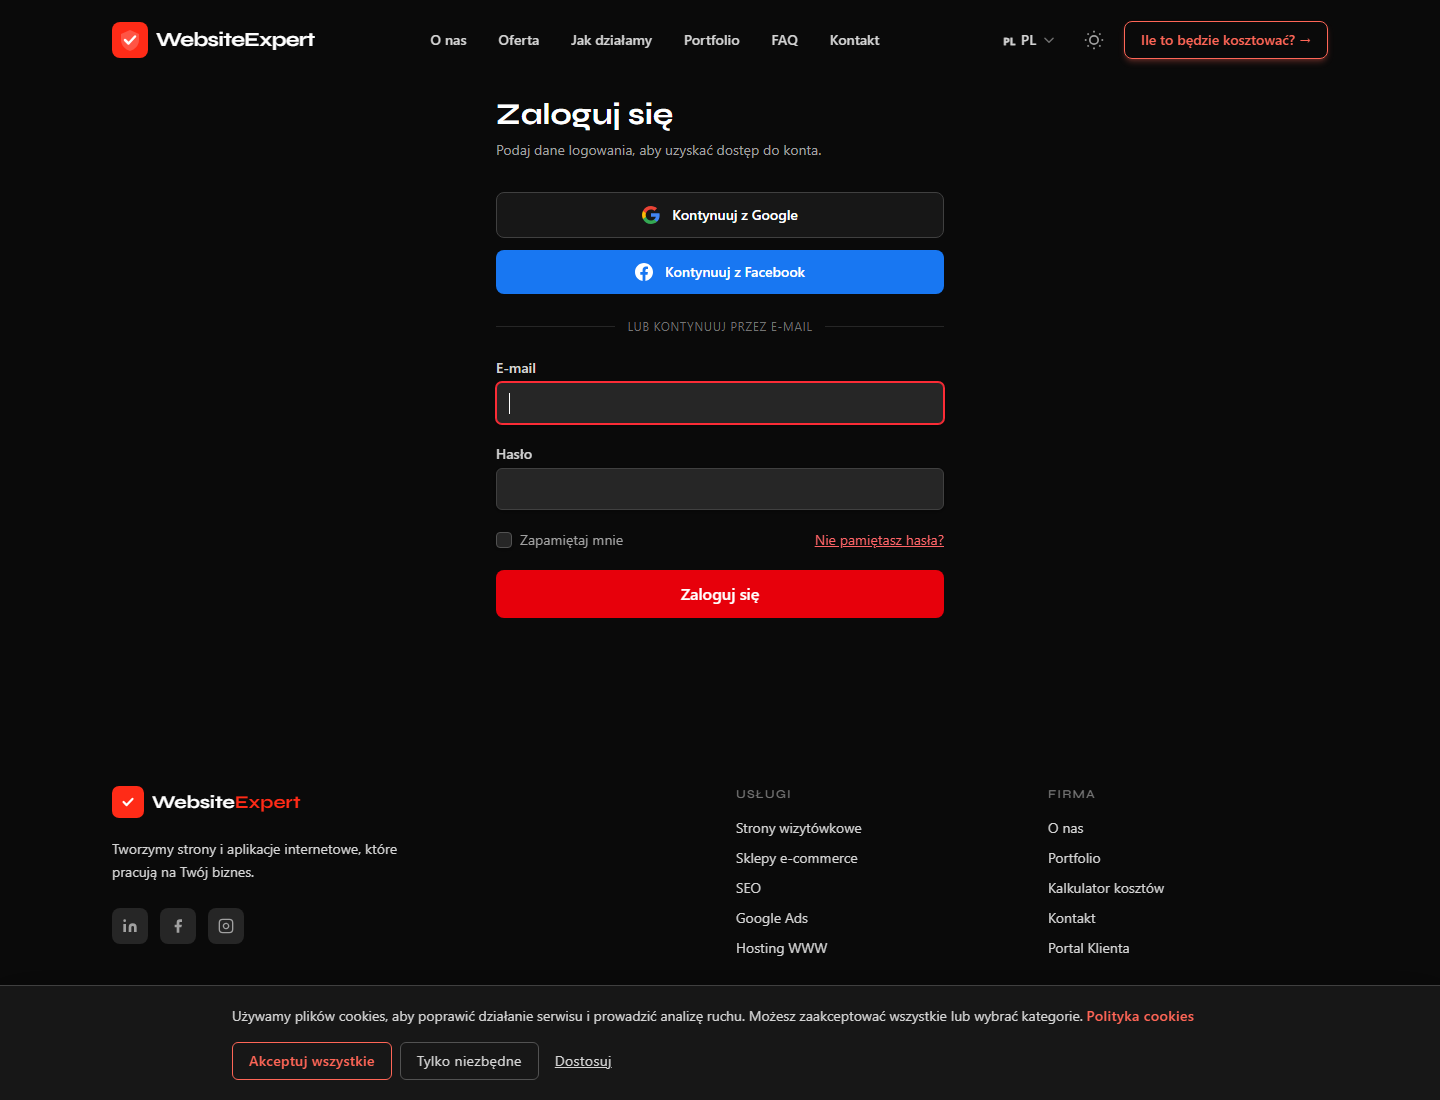 WebsiteExpert
O nas
Oferta
Jak działamy
Portfolio
FAQ
Kontakt
PL PL
Ile to będzie kosztować? →
Zaloguj się
Podaj dane logowania, aby uzyskać dostęp do konta.
Kontynuuj z Google
Kontynuuj z Facebook
LUB KONTYNUUJ PRZEZ E-MAIL
E-mail
Hasło
Zapamiętaj mnie
Nie pamiętasz hasła?
Zaloguj się
WebsiteExpert
Tworzymy strony i aplikacje internetowe, które
pracują na Twój biznes.
USŁUGI
Strony wizytówkowe
Sklepy e-commerce
SEO
Google Ads
Hosting WWW
FIRMA
O nas
Portfolio
Kalkulator kosztów
Kontakt
Portal Klienta
Używamy plików cookies, aby poprawić działanie serwisu i prowadzić analizę ruchu. Możesz zaakceptować wszystkie lub wybrać kategorie. Polityka cookies
Akceptuj wszystkie
Tylko niezbędne
Dostosuj